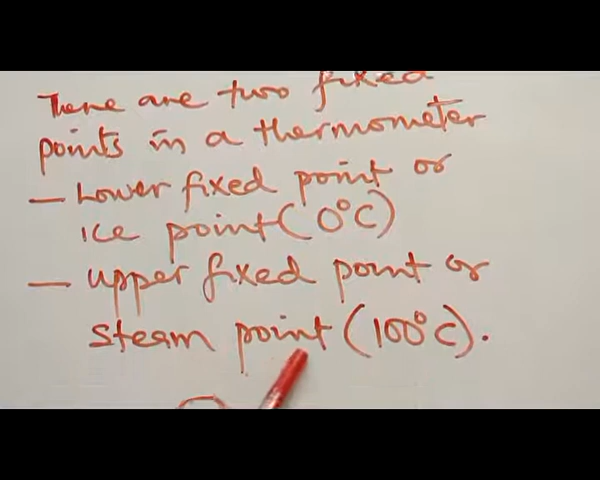 There are two fixed
points in a thermometer
— Lower fixed point or
ice point (0°C)
— upper fixed point or
steam point (100°C).